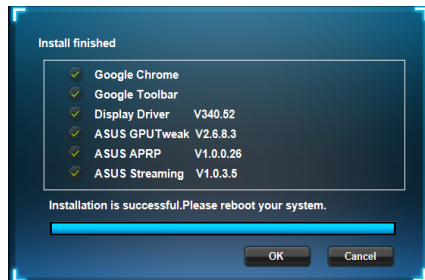 Install finished
Google Chrome
Google Toolbar
Display Driver V340.52
ASUS GPUTweak V2.6.8.3
ASUS APRP V1.0.0.26
ASUS Streaming V1.0.3.5
Installation is successful.Please reboot your system.
OK Cancel